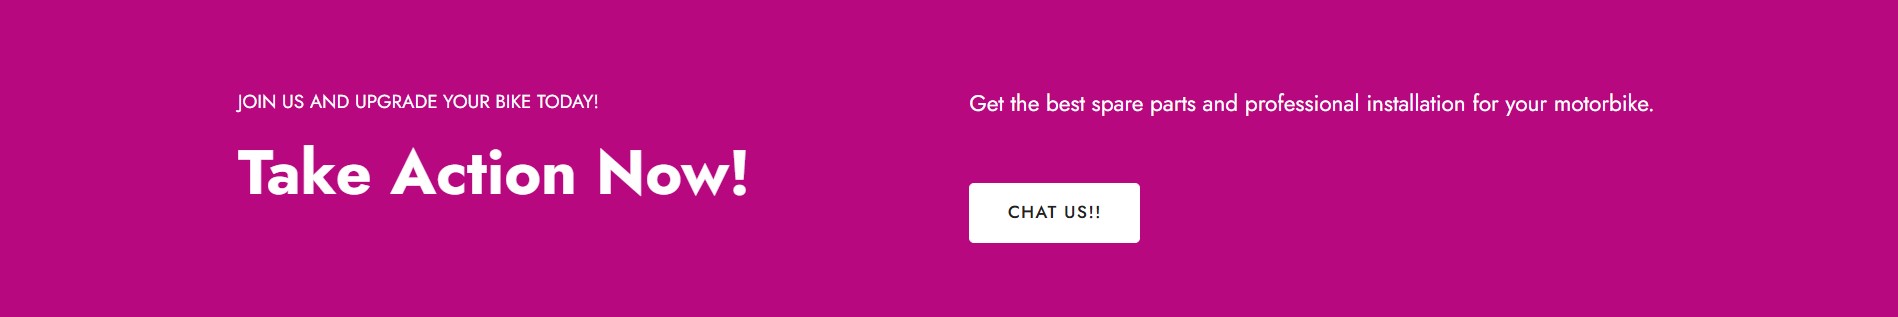 JOIN US AND UPGRADE YOUR BIKE TODAY!
Take Action Now!
Get the best spare parts and professional installation for your motorbike.
CHAT US!!